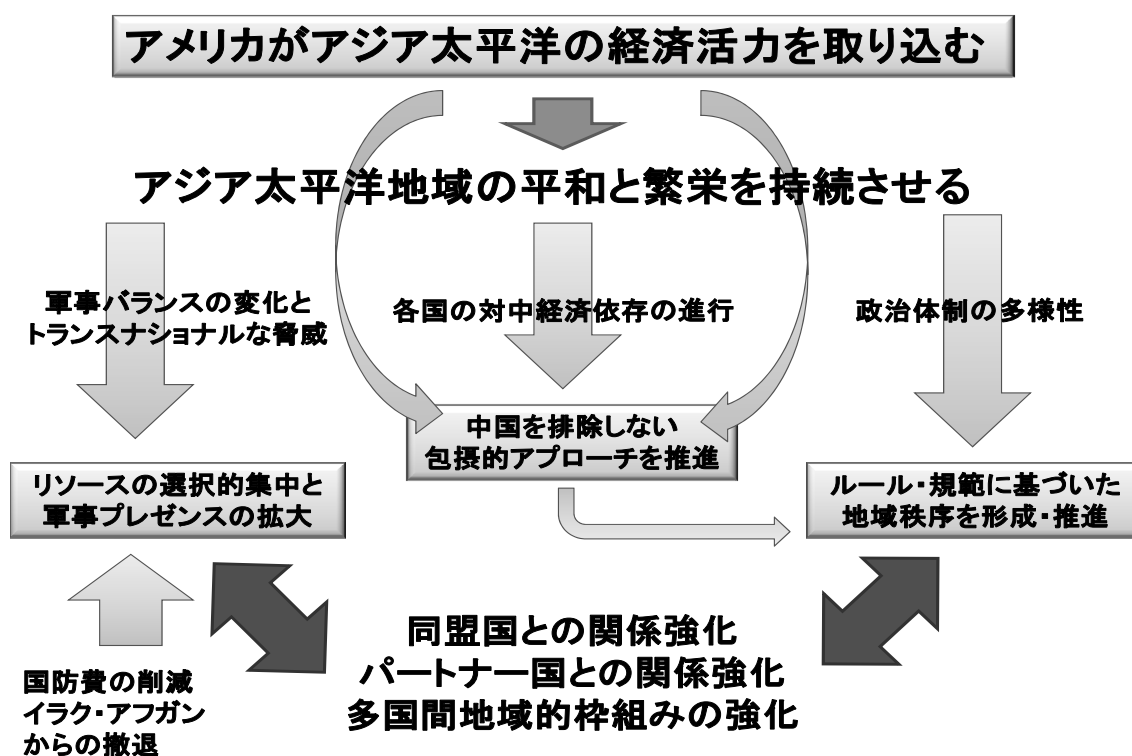 アメリカがアジア太平洋の経済活力を取り込む
アジア太平洋地域の平和と繁栄を持続させる
軍事バランスの変化と
トランスナショナルな脅威
各国の対中経済依存の進行
政治体制の多様性
中国を排除しない
包摂的アプローチを推進
リソースの選択的集中と
軍事プレゼンスの拡大
ルール・規範に基づいた
地域秩序を形成・推進
同盟国との関係強化
パートナー国との関係強化
多国間地域的枠組みの強化
国防費の削減
イラク・アフガン
からの撤退